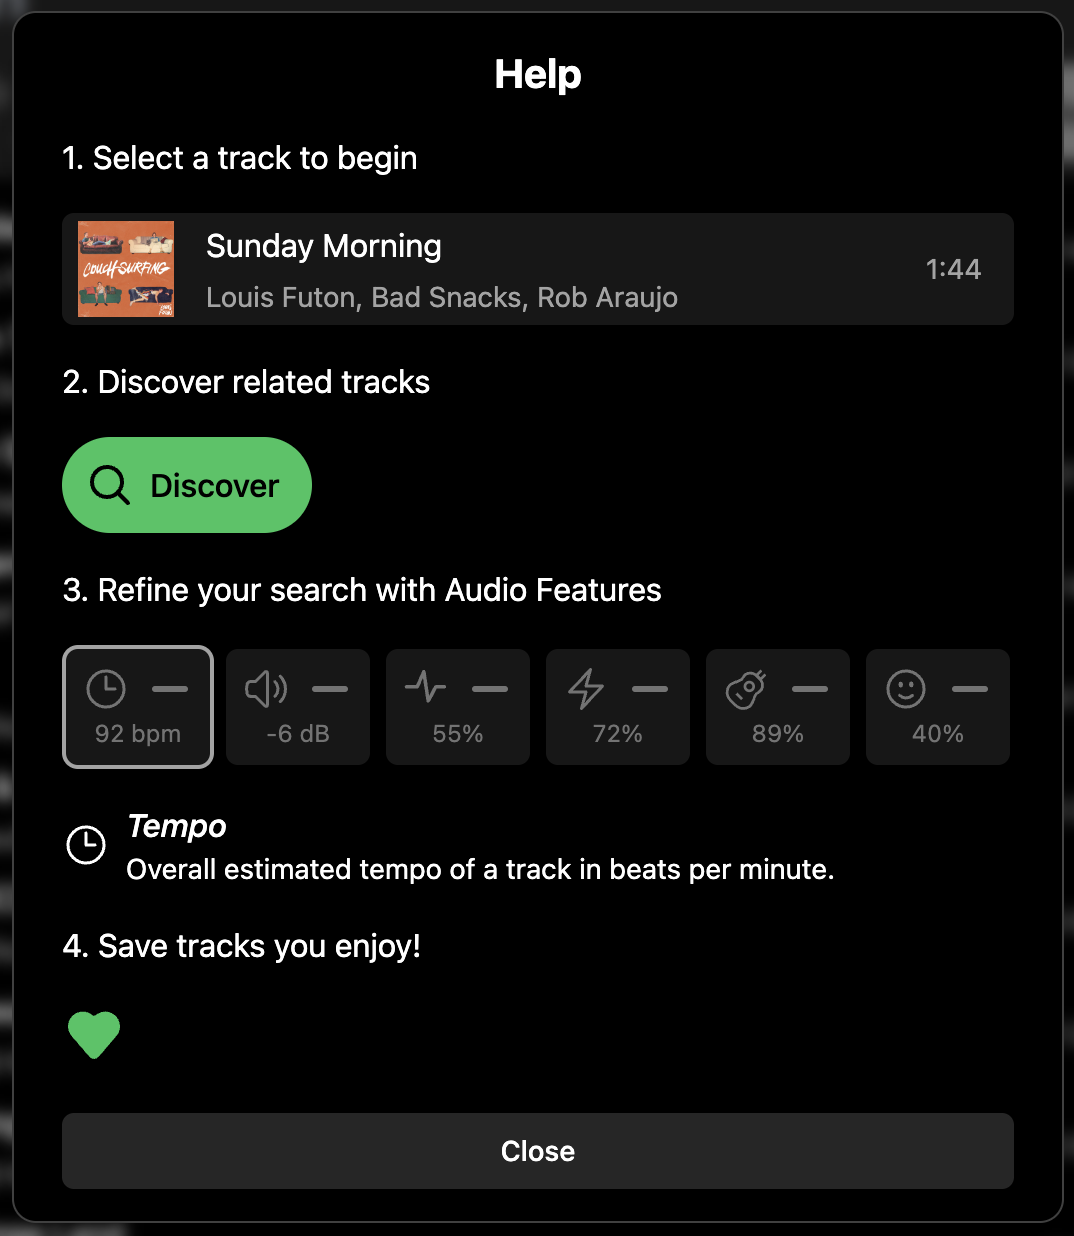 Help
1. Select a track to begin
COUCH-SURFING
Sunday Morning
Louis Futon, Bad Snacks, Rob Araujo
1:44
2. Discover related tracks
Discover
3. Refine your search with Audio Features
92 bpm
-6 dB
55%
72%
89%
40%
Tempo
Overall estimated tempo of a track in beats per minute.
4. Save tracks you enjoy!
Close